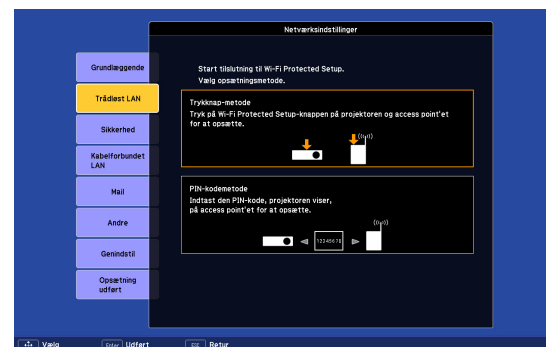 Netværksindstillinger
Grundlæggende
Trådløst LAN
Sikkerhed
Kabelforbundet
LAN
Mail
Andre
Genindstil
Opsætning
udført
Start tilslutning til Wi-Fi Protected Setup.
Vælg opsætningsmetode.
Trykknap-metode
Tryk på Wi-Fi Protected Setup-knappen på projektoren og access point'et
for at opsætte.
PIN-kodemetode
Indtast den PIN-kode, projektoren viser,
på access point'et for at opsætte.
12345678
Vælg Enter Udført Esc Retur